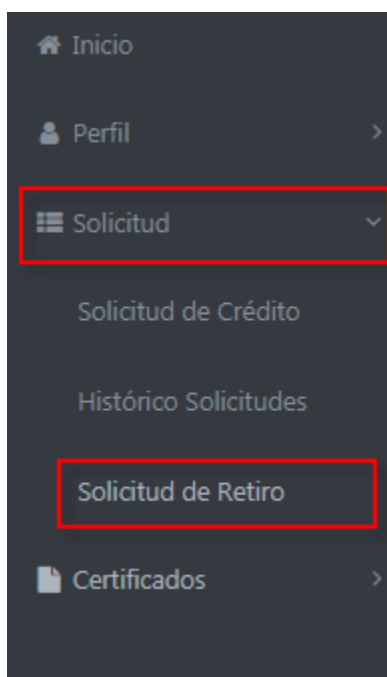 Inicio
Perfil
Solicitud
Solicitud de Crédito
Histórico Solicitudes
Solicitud de Retiro
Certificados